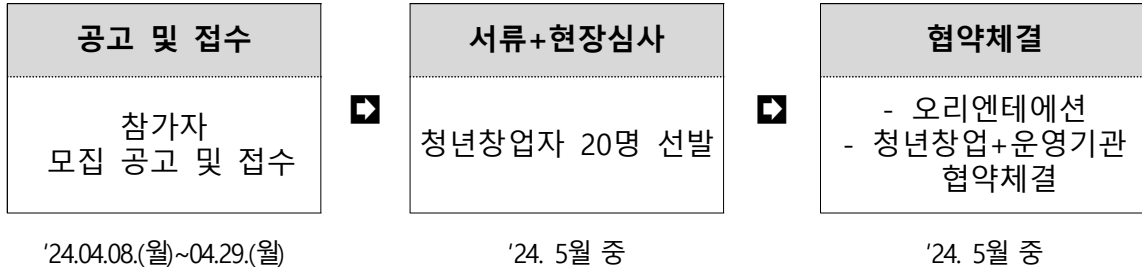 공고 및 접수
참가자
모집 공고 및 접수
'24.04.08.(월)~04.29.(월)
서류+현장심사
청년창업자 20명 선발
'24. 5월 중
협약체결
- 오리엔테에션
- 청년창업+운영기관
협약체결
'24. 5월 중